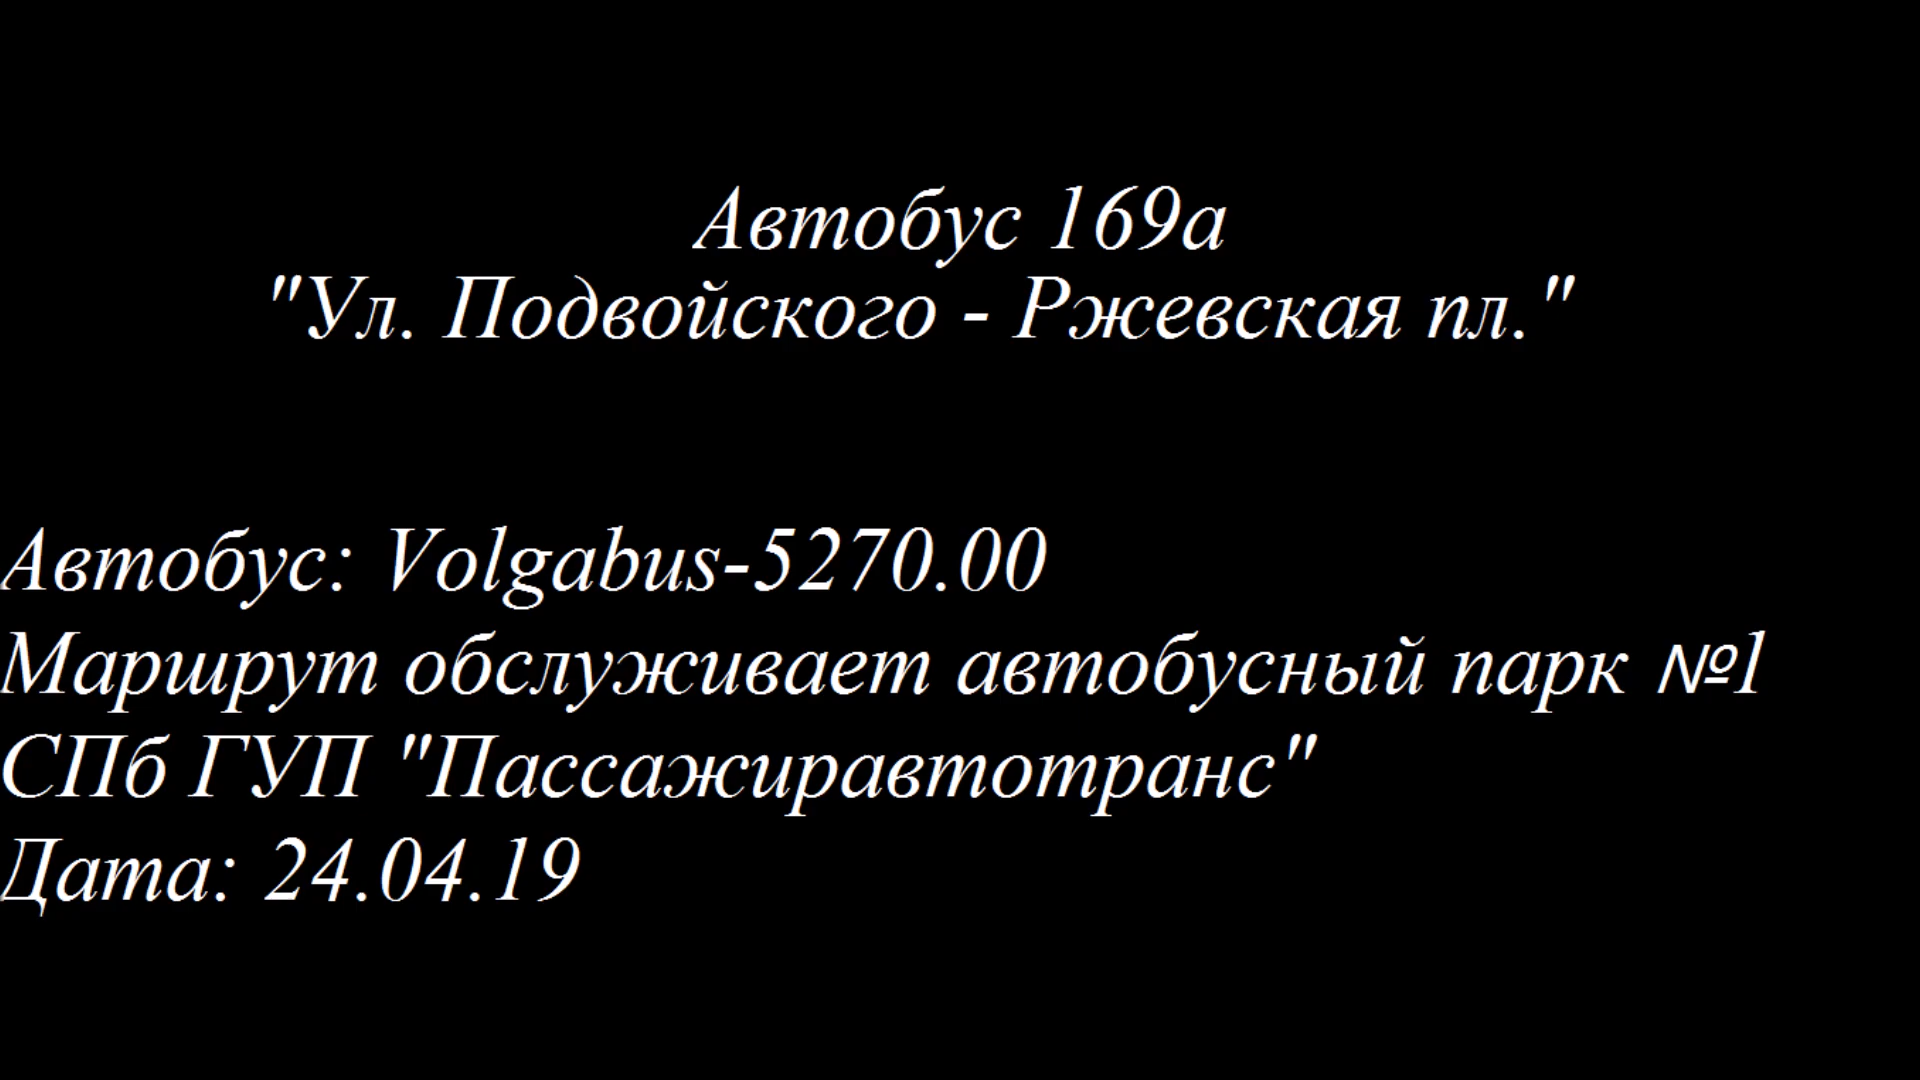 Автобус 169а
"Ул. Подвойского - Ржевская пл."
Автобус: Volgabus-5270.00
Маршрут обслуживает автобусный парк №1
СПб ГУП "Пассажиравтотранс"
Дата: 24.04.19